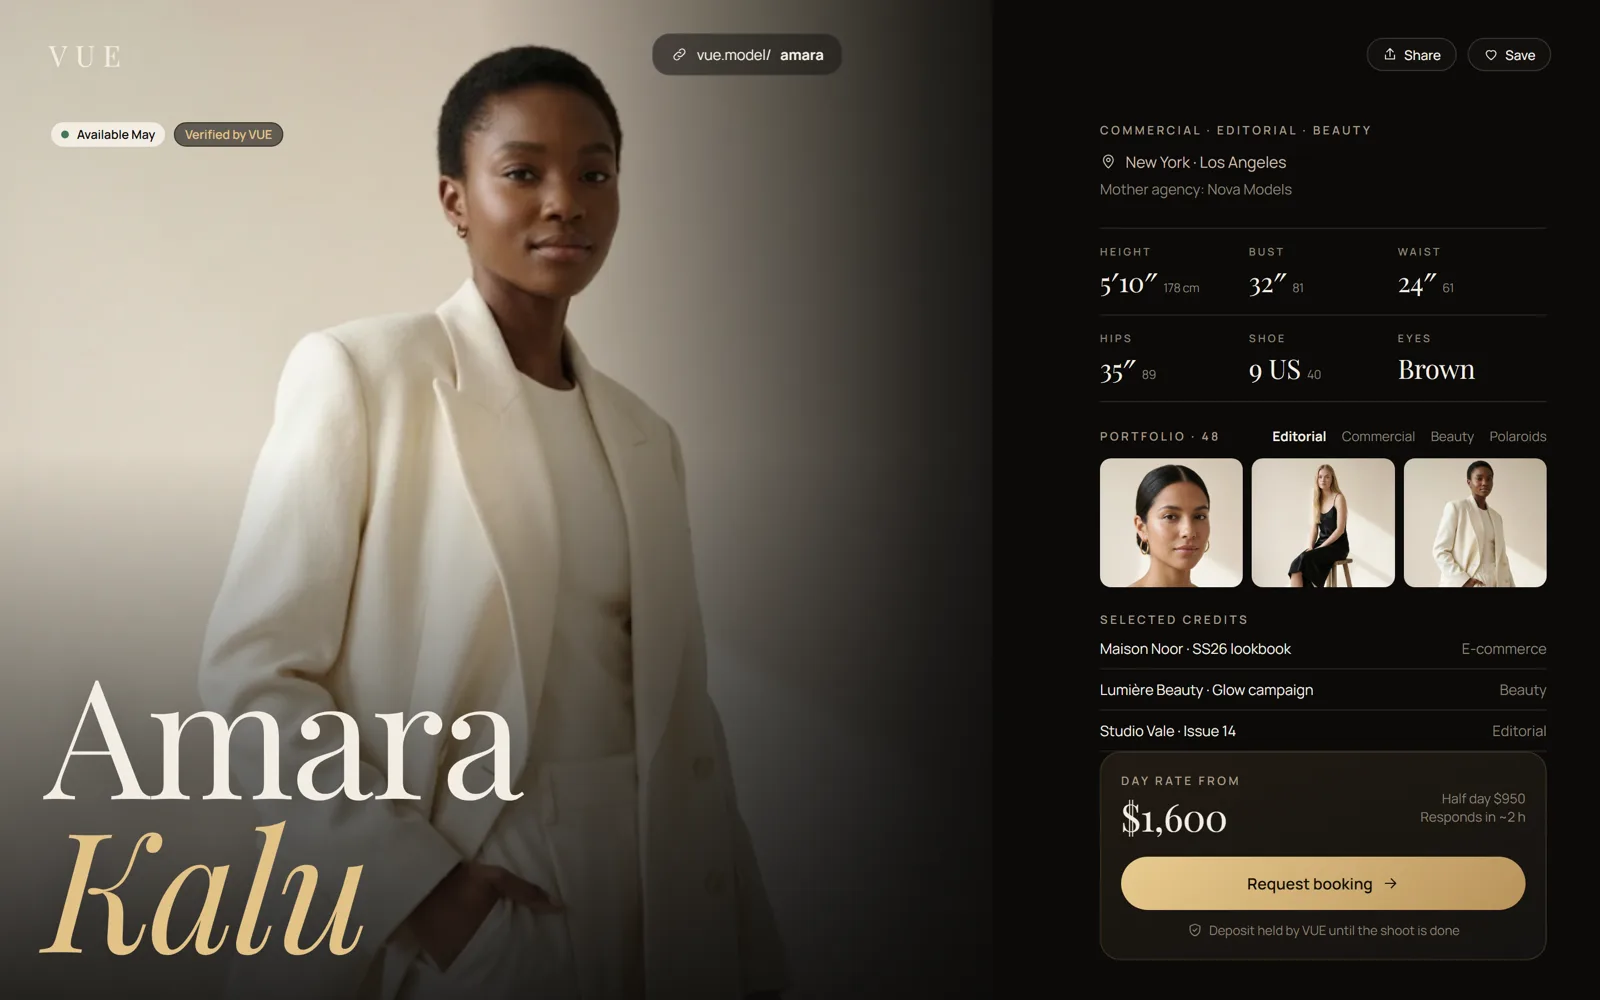 VUE
vue.model/ amara
Share
Save
Available May
Verified by VUE
Amara
Kalu
COMMERCIAL · EDITORIAL · BEAUTY
New York · Los Angeles
Mother agency: Nova Models
HEIGHT
5′10″ 178 cm
BUST
32″ 81
WAIST
24″ 61
HIPS
35″ 89
SHOE
9 US 40
EYES
Brown
PORTFOLIO · 48
Editorial Commercial Beauty Polaroids
SELECTED CREDITS
Maison Noor · SS26 lookbook E-commerce
Lumière Beauty · Glow campaign Beauty
Studio Vale · Issue 14 Editorial
DAY RATE FROM
$1,600
Half day $950
Responds in ~2 h
Request booking →
Deposit held by VUE until the shoot is done